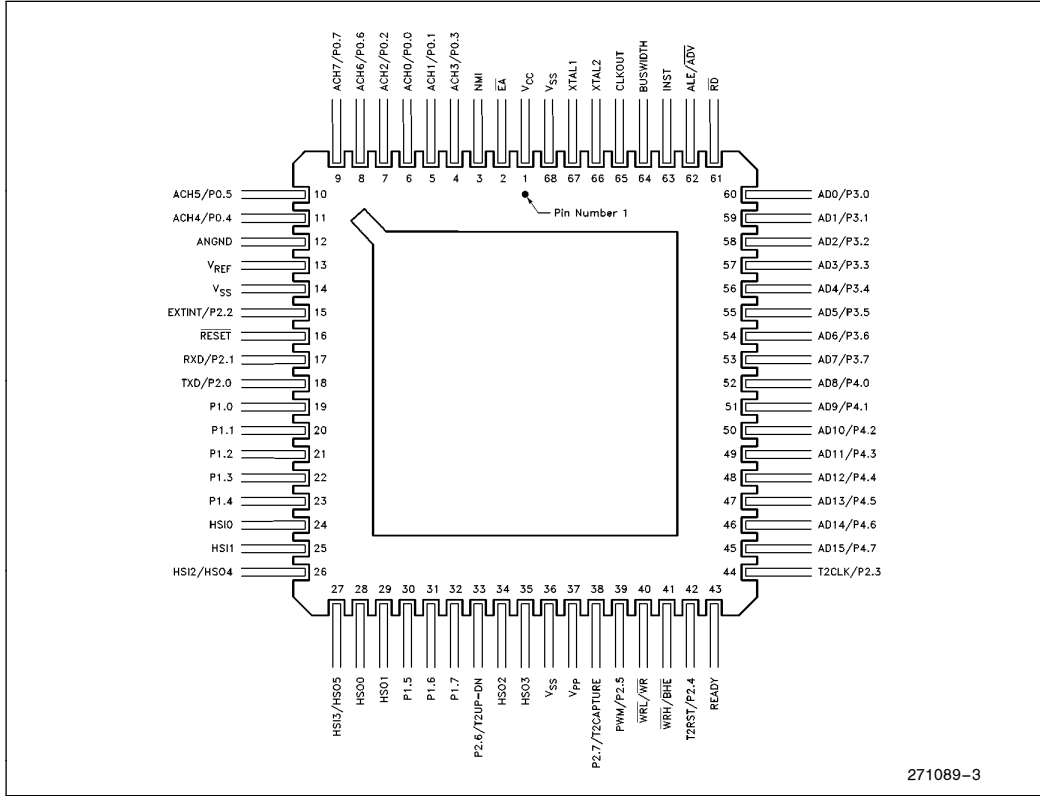 ACH7/P0.7
ACH6/P0.6
ACH2/P0.2
ACH0/P0.0
ACH1/P0.1
ACH3/P0.3
NMI
E̅A̅
VCC
VSS
XTAL1
XTAL2
CLKOUT
BUSWIDTH
INST
ALE/A̅D̅V̅
R̅D̅
9 8 7 6 5 4 3 2 1 68 67 66 65 64 63 62 61
Pin Number 1
ACH5/P0.5 10
ACH4/P0.4 11
ANGND 12
VREF 13
VSS 14
EXTINT/P2.2 15
R̅E̅S̅E̅T̅ 16
RXD/P2.1 17
TXD/P2.0 18
P1.0 19
P1.1 20
P1.2 21
P1.3 22
P1.4 23
HSI0 24
HSI1 25
HSI2/HSO4 26
60 AD0/P3.0
59 AD1/P3.1
58 AD2/P3.2
57 AD3/P3.3
56 AD4/P3.4
55 AD5/P3.5
54 AD6/P3.6
53 AD7/P3.7
52 AD8/P4.0
51 AD9/P4.1
50 AD10/P4.2
49 AD11/P4.3
48 AD12/P4.4
47 AD13/P4.5
46 AD14/P4.6
45 AD15/P4.7
44 T2CLK/P2.3
27 28 29 30 31 32 33 34 35 36 37 38 39 40 41 42 43
HSI3/HSO5
HSO0
HSO1
P1.5
P1.6
P1.7
P2.6/T2UP-DN
HSO2
HSO3
VSS
VPP
P2.7/T2CAPTURE
PWM/P2.5
W̅R̅L̅/W̅R̅
W̅R̅H̅/B̅H̅E̅
T2RST/P2.4
READY
271089–3